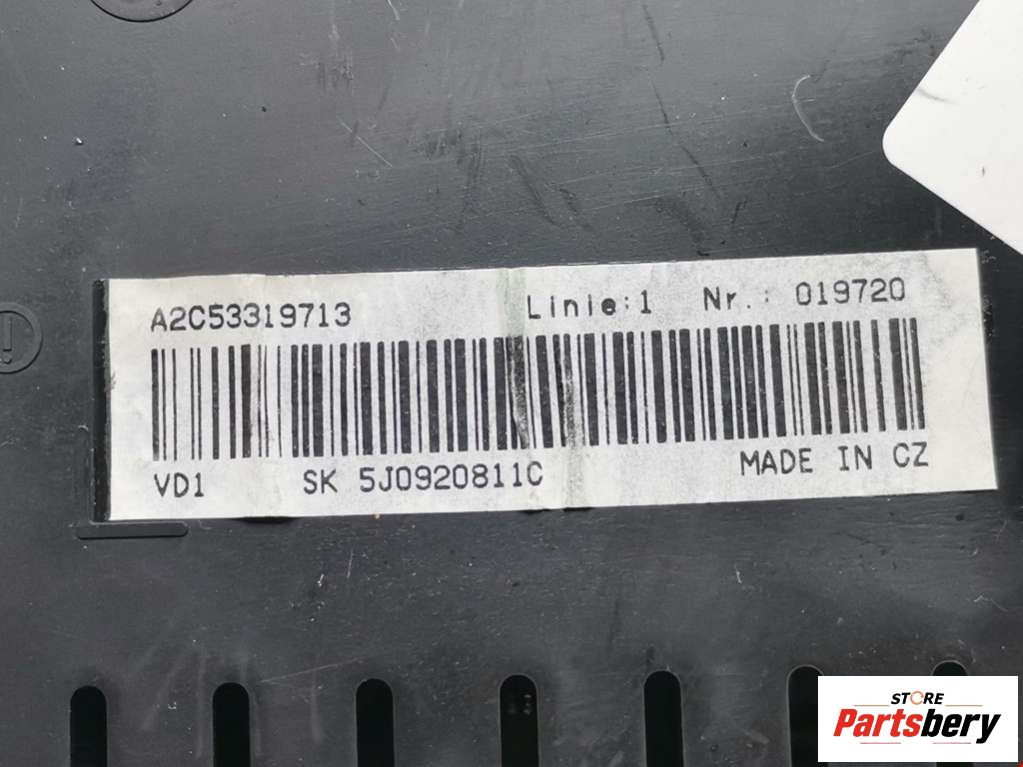 A2C53319713 Linie:1 Nr.: 019720
VD1 SK 5J0920811C MADE IN CZ
STORE
Partsbery